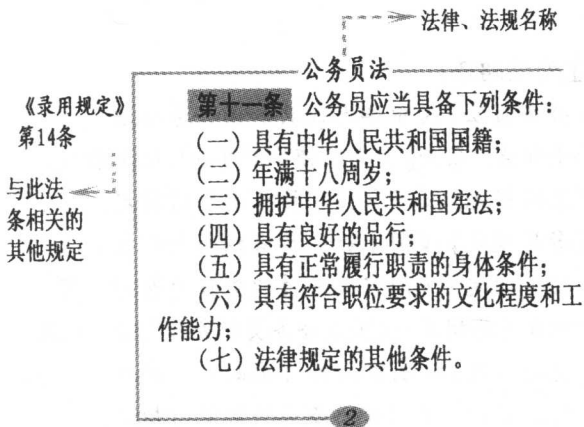 法律、法规名称
公务员法
《录用规定》
第14条
与此法
条相关的
其他规定
第十一条 公务员应当具备下列条件：
（一）具有中华人民共和国国籍；
（二）年满十八周岁；
（三）拥护中华人民共和国宪法；
（四）具有良好的品行；
（五）具有正常履行职责的身体条件；
（六）具有符合职位要求的文化程度和工
作能力；
（七）法律规定的其他条件。
2